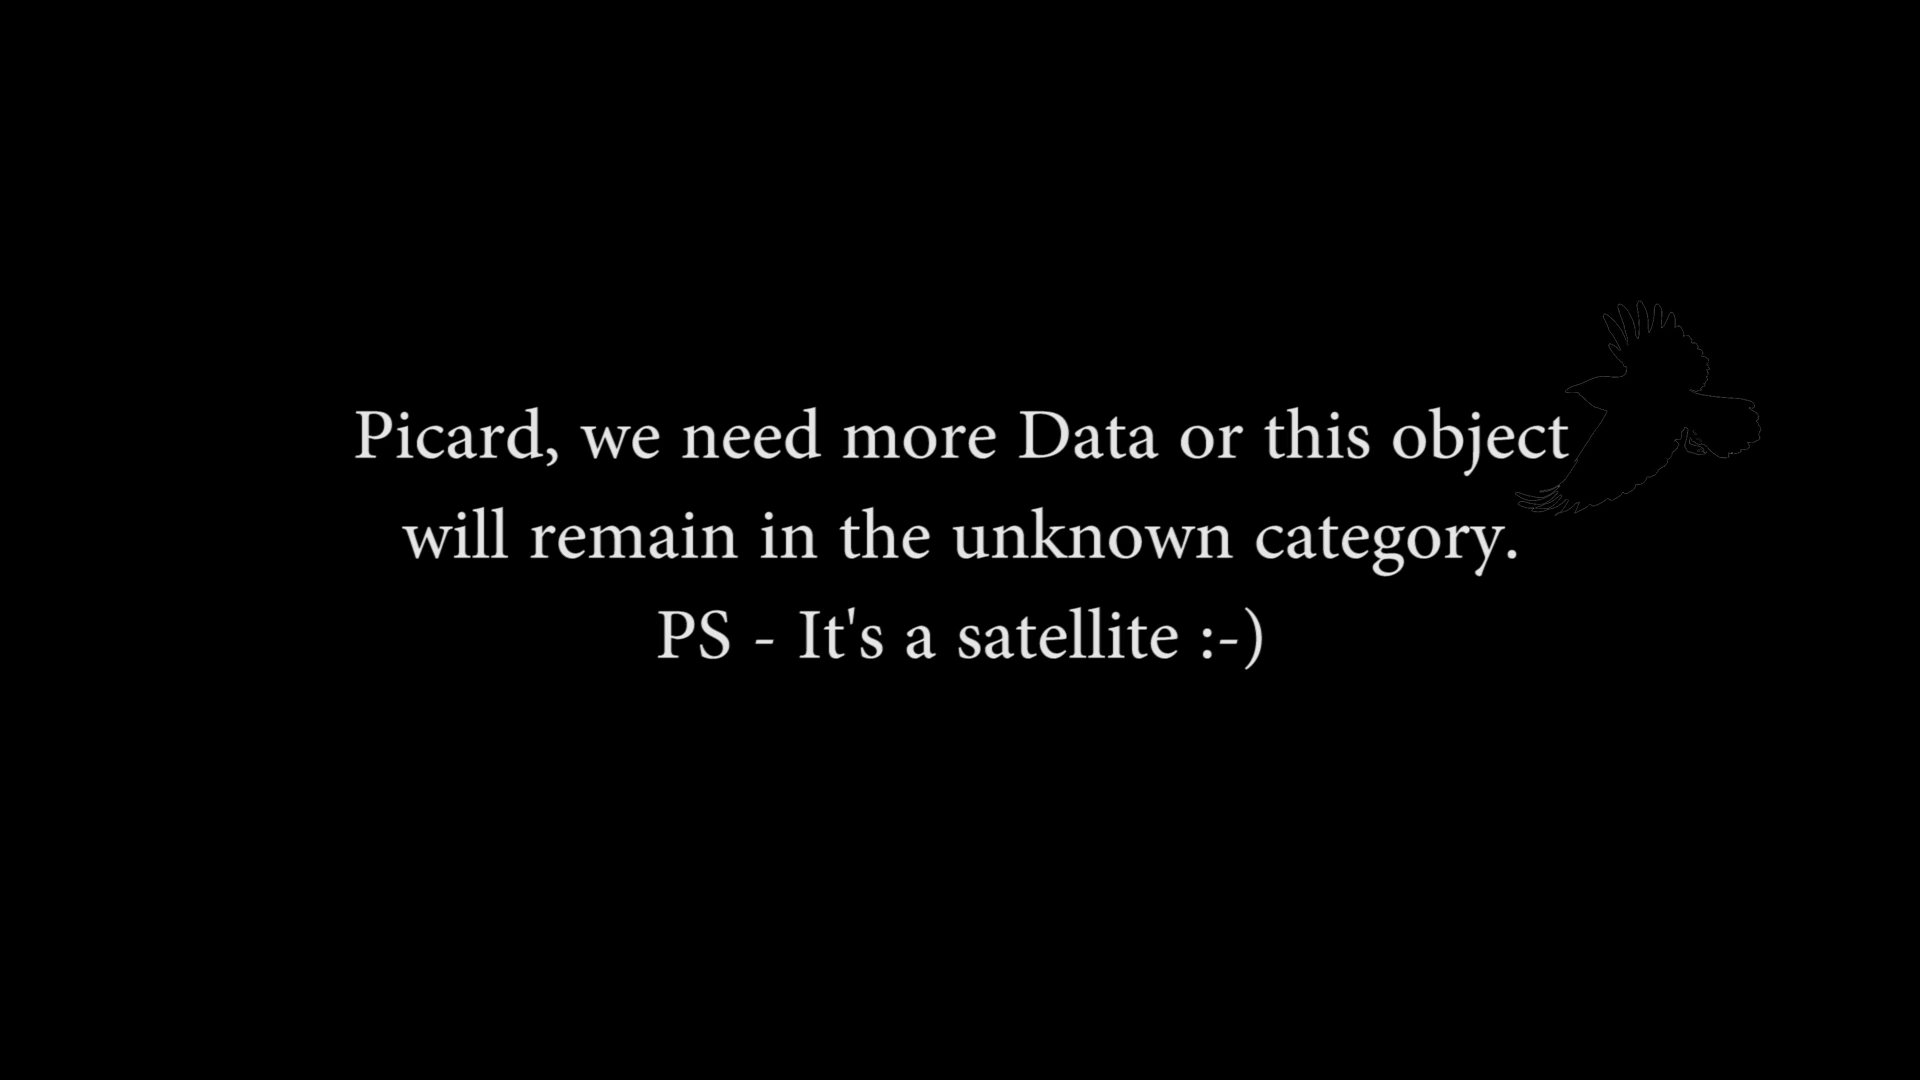 Picard, we need more Data or this object
will remain in the unknown category.
PS - It's a satellite :-)